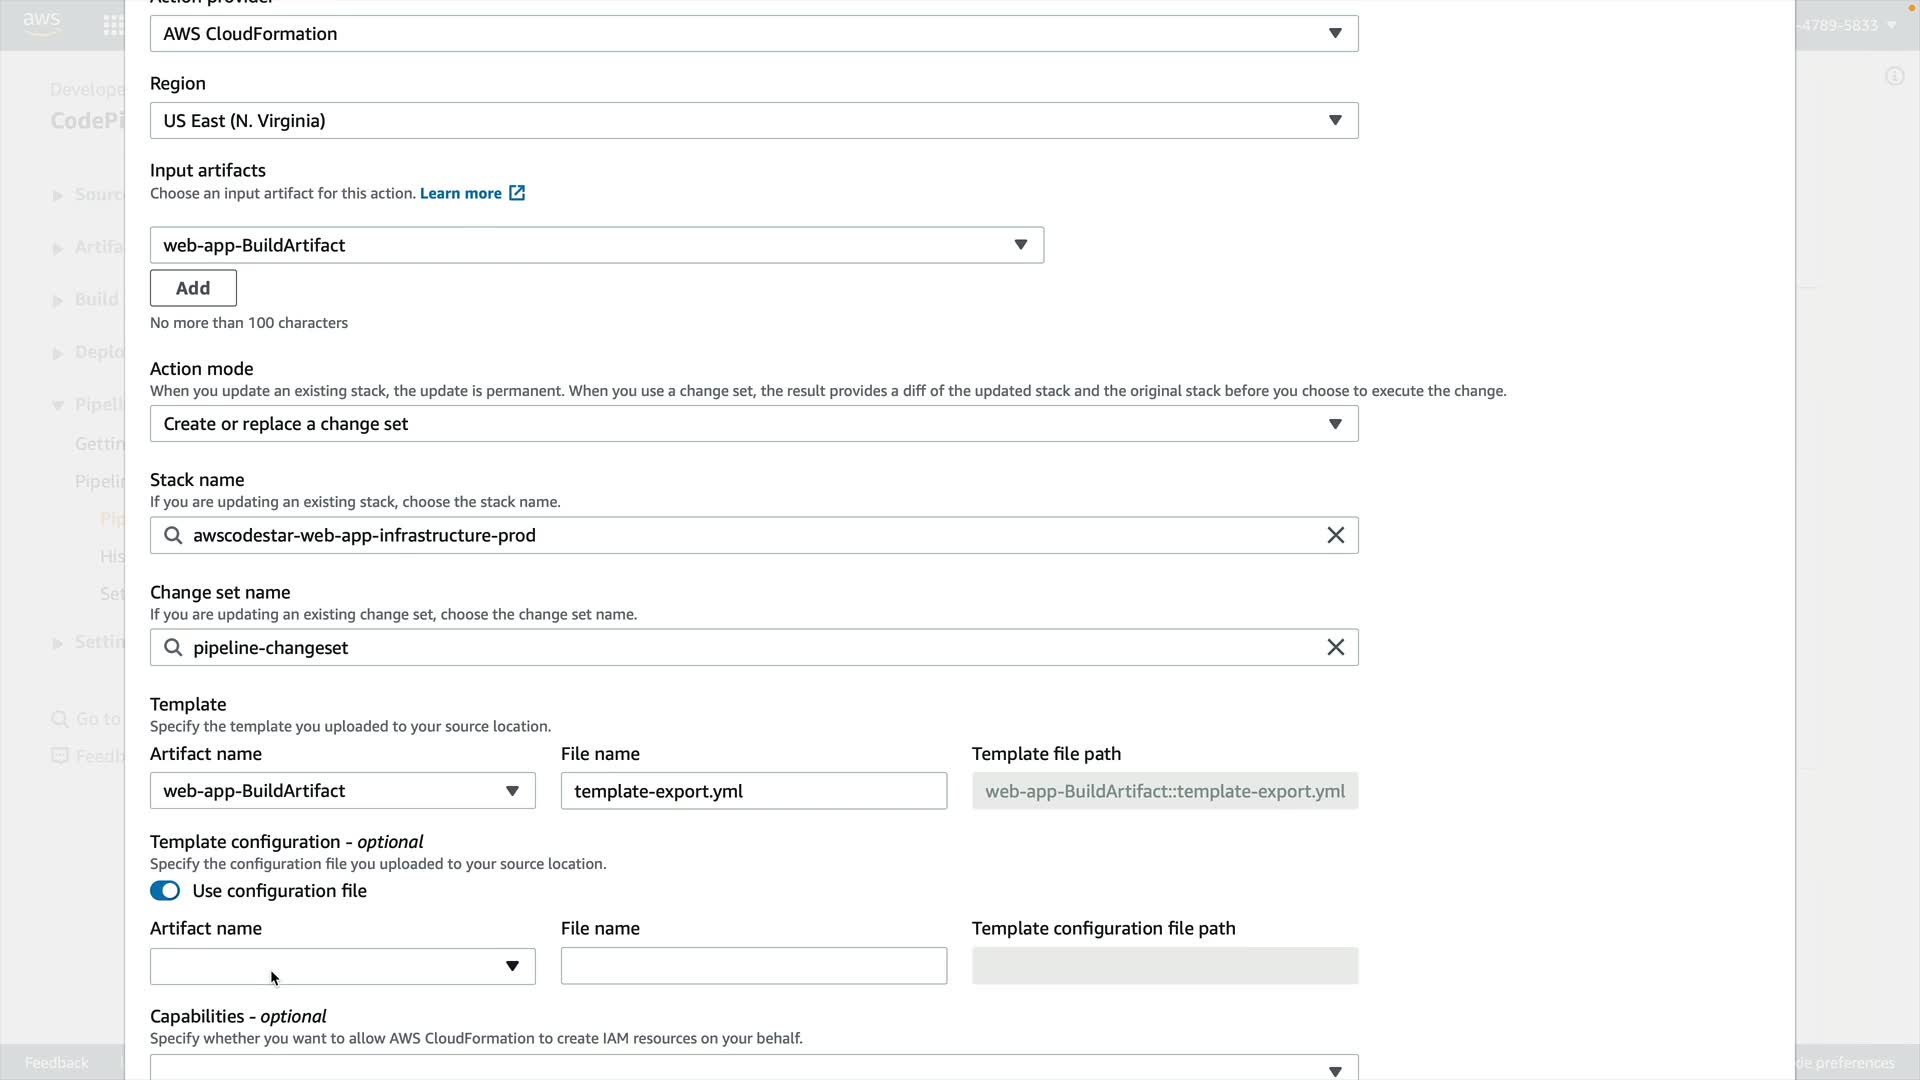 aws
-4789-5833
Action provider
AWS CloudFormation
Region
US East (N. Virginia)
Input artifacts
Choose an input artifact for this action. Learn more
web-app-BuildArtifact
Add
No more than 100 characters
Action mode
When you update an existing stack, the update is permanent. When you use a change set, the result provides a diff of the updated stack and the original stack before you choose to execute the change.
Create or replace a change set
Stack name
If you are updating an existing stack, choose the stack name.
awscodestar-web-app-infrastructure-prod
Change set name
If you are updating an existing change set, choose the change set name.
pipeline-changeset
Template
Specify the template you uploaded to your source location.
Artifact name File name Template file path
web-app-BuildArtifact template-export.yml web-app-BuildArtifact::template-export.yml
Template configuration - optional
Specify the configuration file you uploaded to your source location.
Use configuration file
Artifact name File name Template configuration file path
Capabilities - optional
Specify whether you want to allow AWS CloudFormation to create IAM resources on your behalf.
Develope
CodePi
Sourc
Artifa
Build
Deplo
Pipeli
Gettin
Pipelin
Pip
His
Set
Settin
Go to
Feedb
Feedback
kie preferences